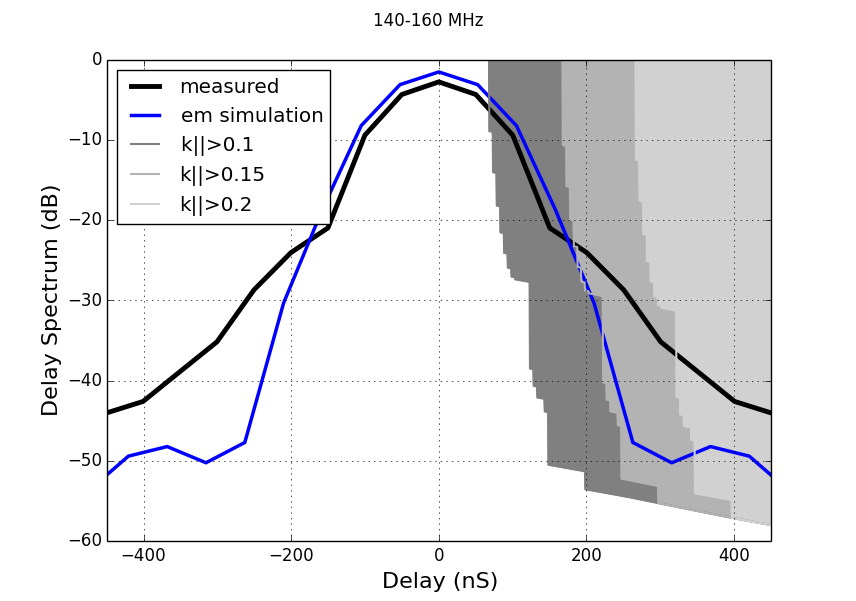 140-160 MHz
measured
em simulation
k||>0.1
k||>0.15
k||>0.2
0
−10
−20
−30
−40
−50
−60
Delay Spectrum (dB)
−400
−200
0
200
400
Delay (nS)